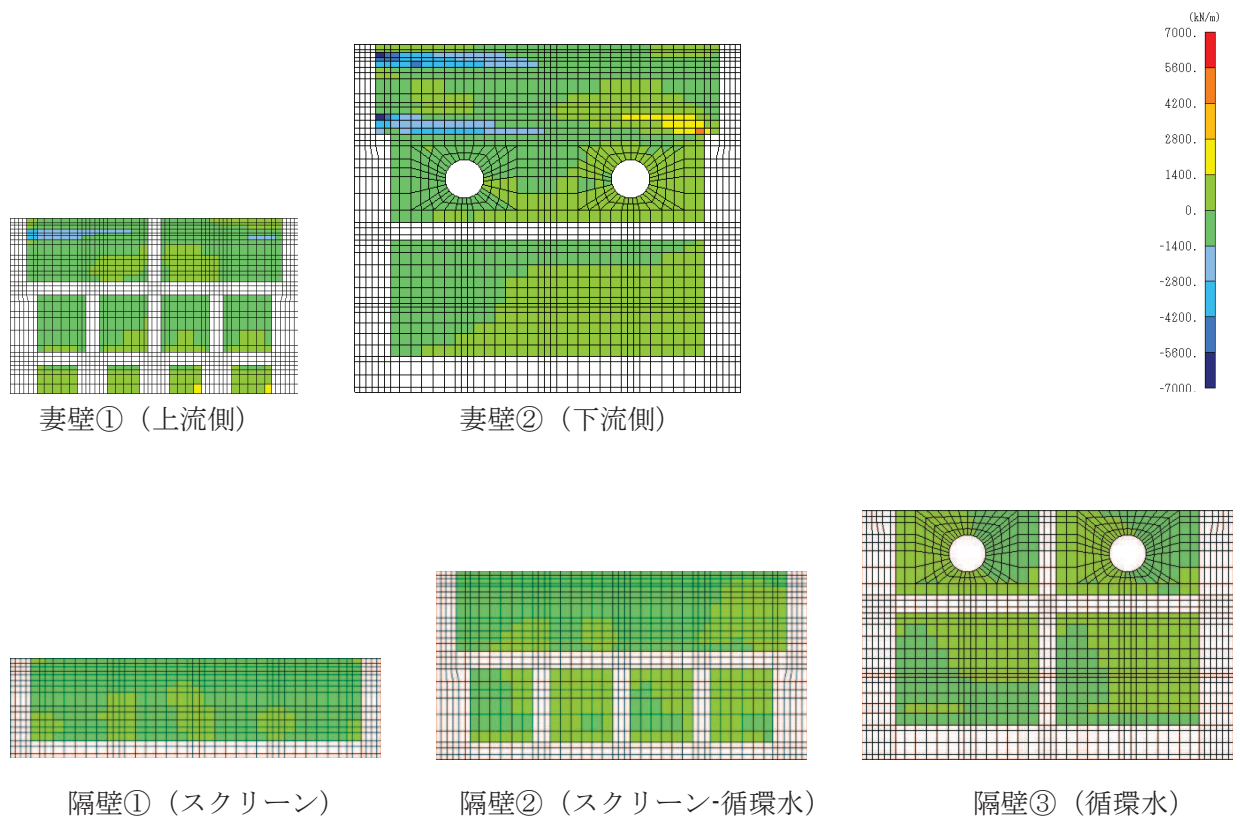 (kN/m)
7000.
5600.
4200.
2800.
1400.
0.
-1400.
-2800.
-4200.
-5600.
-7000.
妻壁①（上流側）
妻壁②（下流側）
隔壁①（スクリーン）
隔壁②（スクリーン-循環水）
隔壁③（循環水）